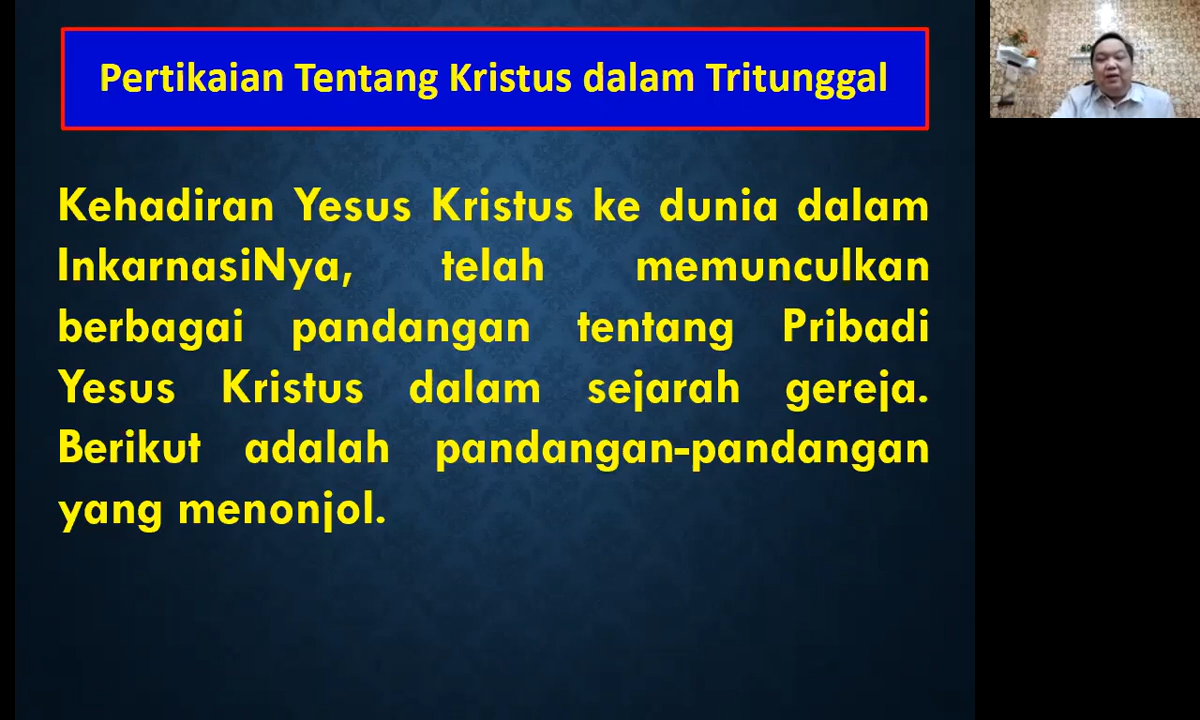 Pertikaian Tentang Kristus dalam Tritunggal
Kehadiran Yesus Kristus ke dunia dalam
InkarnasiNya, telah memunculkan
berbagai pandangan tentang Pribadi
Yesus Kristus dalam sejarah gereja.
Berikut adalah pandangan-pandangan
yang menonjol.